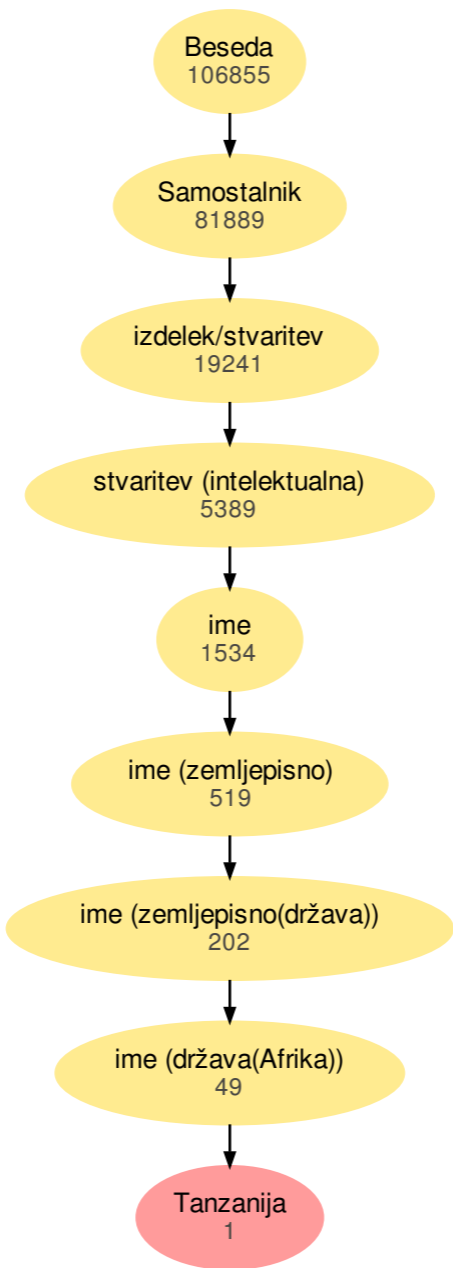 Beseda
106855
Samostalnik
81889
izdelek/stvaritev
19241
stvaritev (intelektualna)
5389
ime
1534
ime (zemljepisno)
519
ime (zemljepisno(država))
202
ime (država(Afrika))
49
Tanzanija
1